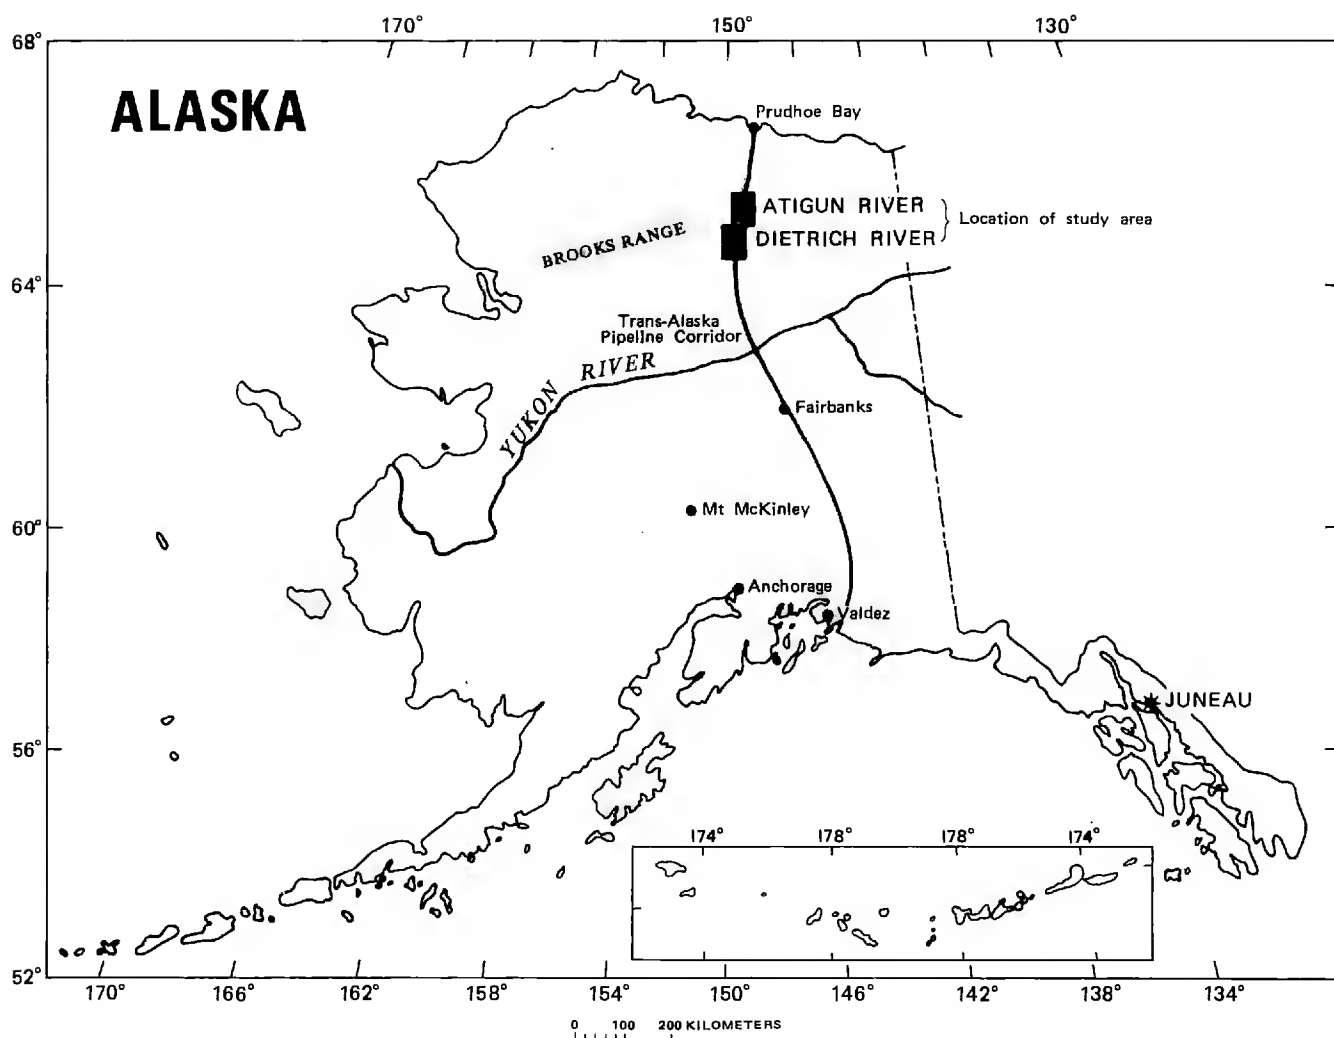 170° 150° 130°
68°
ALASKA
Prudhoe Bay
ATIGUN RIVER
Location of study area
DIETRICH RIVER
BROOKS RANGE
64°
Trans-Alaska
Pipeline Corridor
YUKON RIVER
Fairbanks
Mt McKinley
60°
Anchorage
Valdez
JUNEAU
56°
174° 178° 178° 174°
52°
170° 166° 162° 158° 154° 150° 146° 142° 138° 134°
0 100 200 KILOMETERS